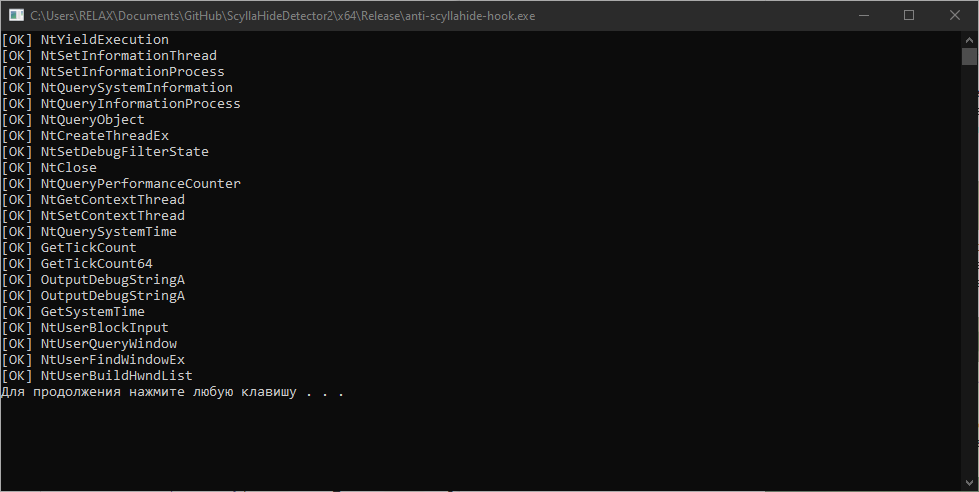 C:\Users\RELAX\Documents\GitHub\ScyllaHideDetector2\x64\Release\anti-scyllahide-hook.exe
[OK] NtYieldExecution
[OK] NtSetInformationThread
[OK] NtSetInformationProcess
[OK] NtQuerySystemInformation
[OK] NtQueryInformationProcess
[OK] NtQueryObject
[OK] NtCreateThreadEx
[OK] NtSetDebugFilterState
[OK] NtClose
[OK] NtQueryPerformanceCounter
[OK] NtGetContextThread
[OK] NtSetContextThread
[OK] NtQuerySystemTime
[OK] GetTickCount
[OK] GetTickCount64
[OK] OutputDebugStringA
[OK] OutputDebugStringA
[OK] GetSystemTime
[OK] NtUserBlockInput
[OK] NtUserQueryWindow
[OK] NtUserFindWindowEx
[OK] NtUserBuildHwndList
Для продолжения нажмите любую клавишу . . .